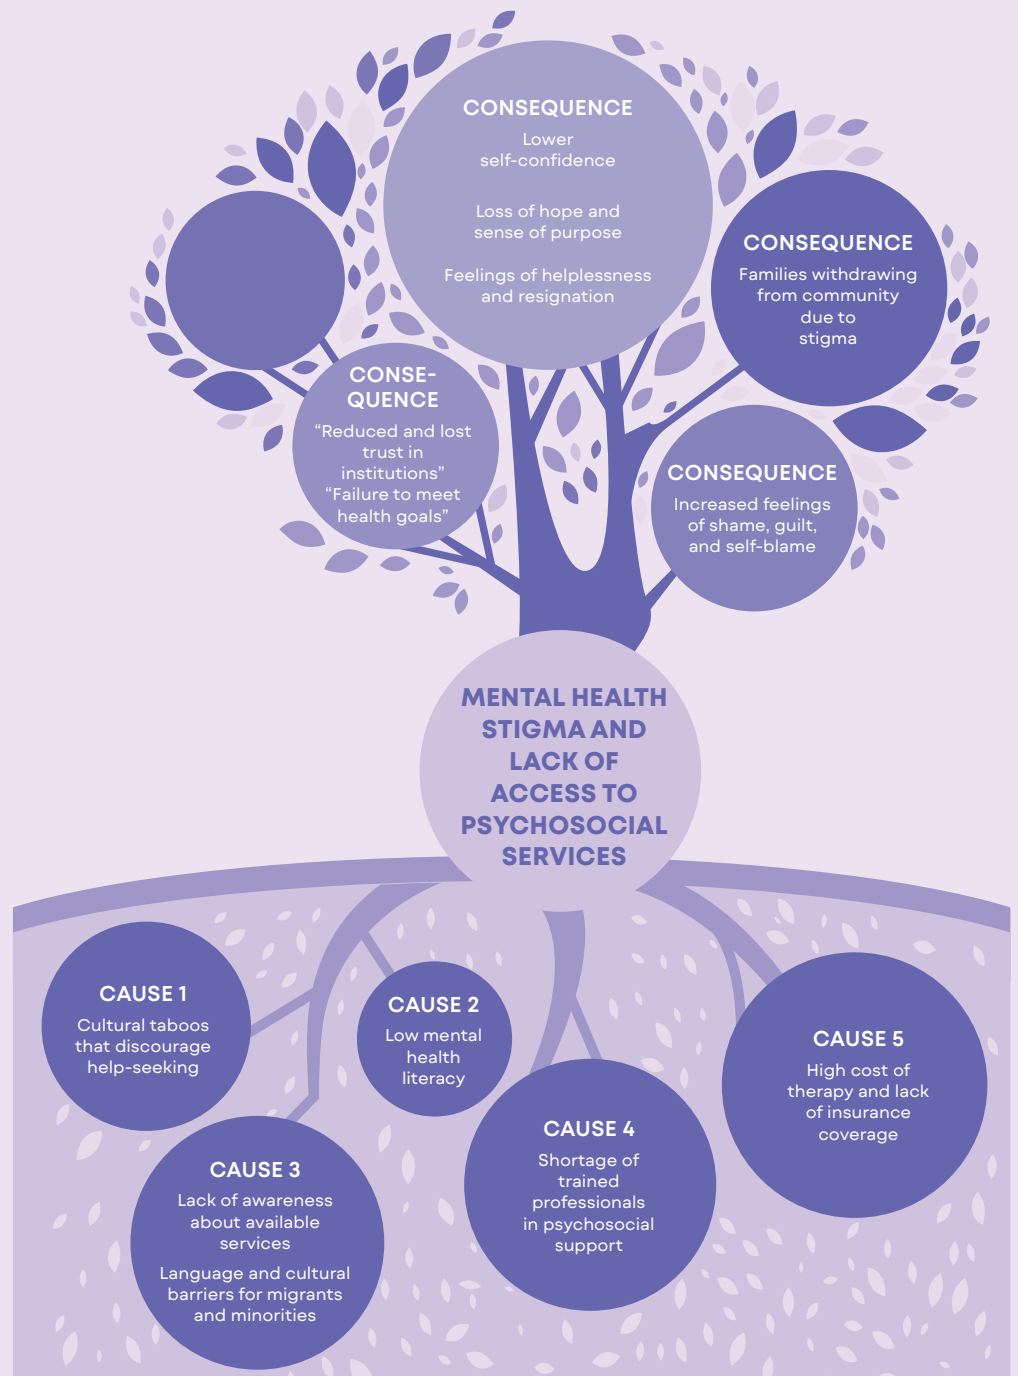 CONSEQUENCE
Lower
self-confidence
Loss of hope and
sense of purpose
Feelings of helplessness
and resignation
CONSEQUENCE
Families withdrawing
from community
due to
stigma
CONSE-
QUENCE
“Reduced and lost
trust in
institutions”
“Failure to meet
health goals”
CONSEQUENCE
Increased feelings
of shame, guilt,
and self-blame
MENTAL HEALTH
STIGMA AND
LACK OF
ACCESS TO
PSYCHOSOCIAL
SERVICES
CAUSE 1
Cultural taboos
that discourage
help-seeking
CAUSE 2
Low mental
health
literacy
CAUSE 3
Lack of awareness
about available
services
Language and cultural
barriers for migrants
and minorities
CAUSE 4
Shortage of
trained
professionals
in psychosocial
support
CAUSE 5
High cost of
therapy and lack
of insurance
coverage